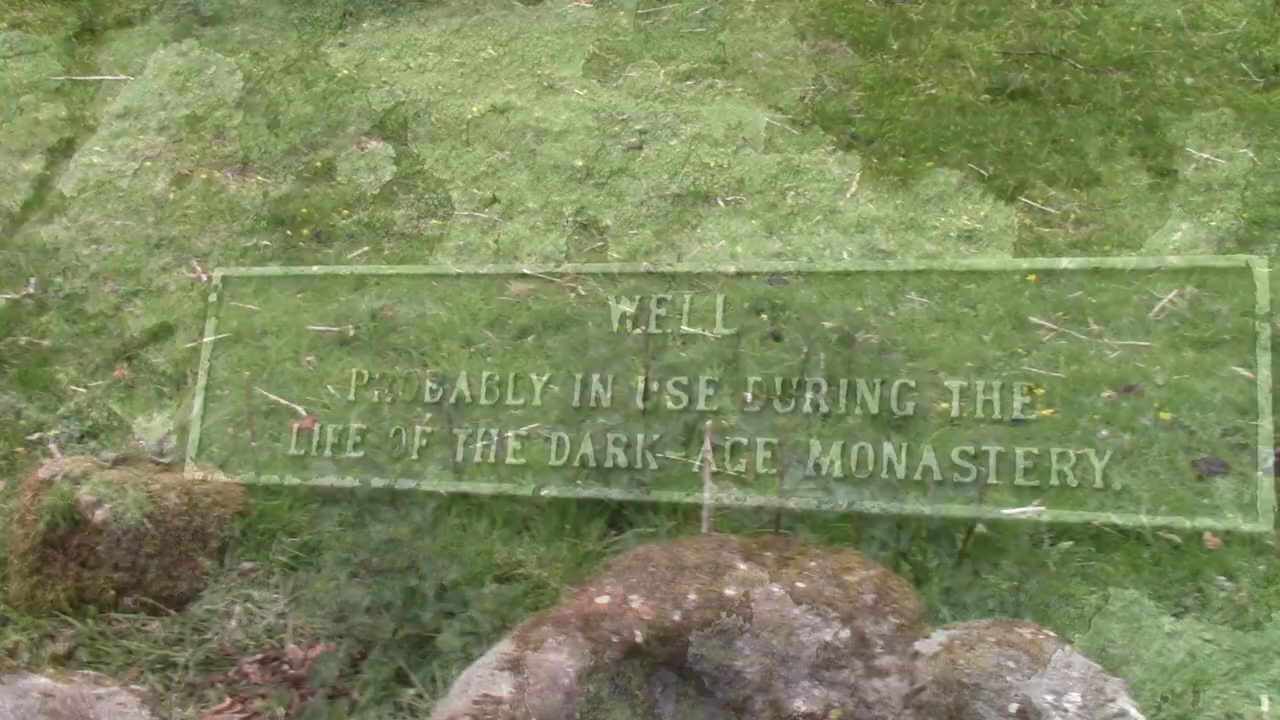 WELL
PROBABLY IN USE DURING THE
LIFE OF THE DARK-AGE MONASTERY.